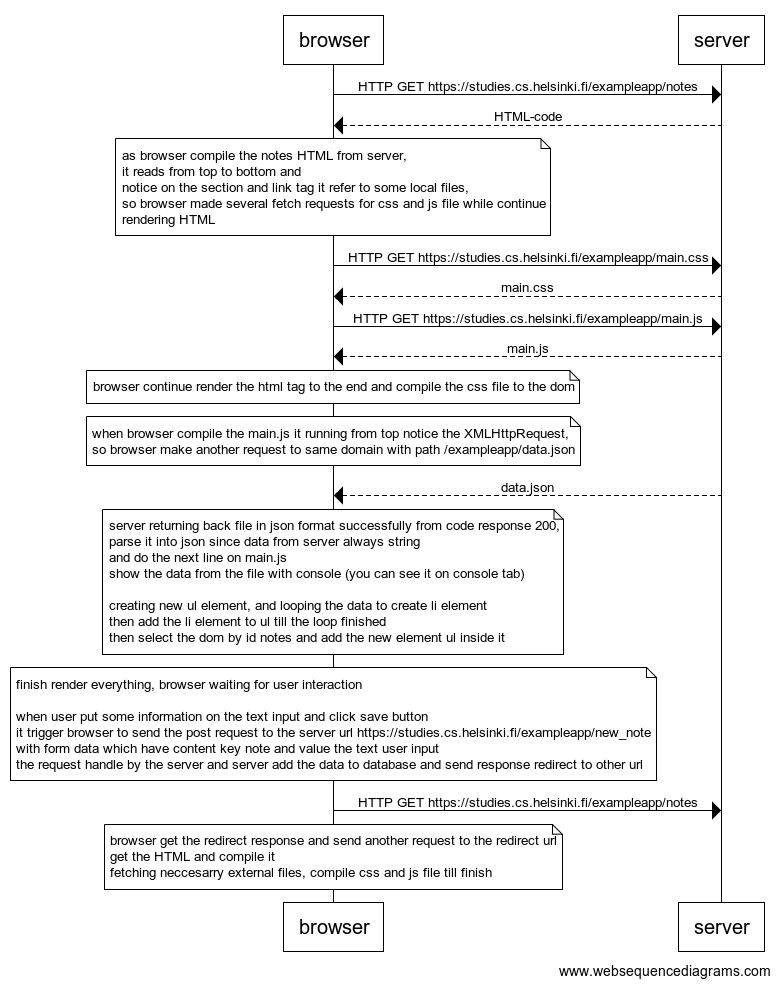 browser
server
HTTP GET https://studies.cs.helsinki.fi/exampleapp/notes
HTML-code
as browser compile the notes HTML from server,
it reads from top to bottom and
notice on the section and link tag it refer to some local files,
so browser made several fetch requests for css and js file while continue
rendering HTML
HTTP GET https://studies.cs.helsinki.fi/exampleapp/main.css
main.css
HTTP GET https://studies.cs.helsinki.fi/exampleapp/main.js
main.js
browser continue render the html tag to the end and compile the css file to the dom
when browser compile the main.js it running from top notice the XMLHttpRequest,
so browser make another request to same domain with path /exampleapp/data.json
data.json
server returning back file in json format successfully from code response 200,
parse it into json since data from server always string
and do the next line on main.js
show the data from the file with console (you can see it on console tab)
creating new ul element, and looping the data to create li element
then add the li element to ul till the loop finished
then select the dom by id notes and add the new element ul inside it
finish render everything, browser waiting for user interaction
when user put some information on the text input and click save button
it trigger browser to send the post request to the server url https://studies.cs.helsinki.fi/exampleapp/new_note
with form data which have content key note and value the text user input
the request handle by the server and server add the data to database and send response redirect to other url
HTTP GET https://studies.cs.helsinki.fi/exampleapp/notes
browser get the redirect response and send another request to the redirect url
get the HTML and compile it
fetching neccesarry external files, compile css and js file till finish
browser
server
www.websequencediagrams.com